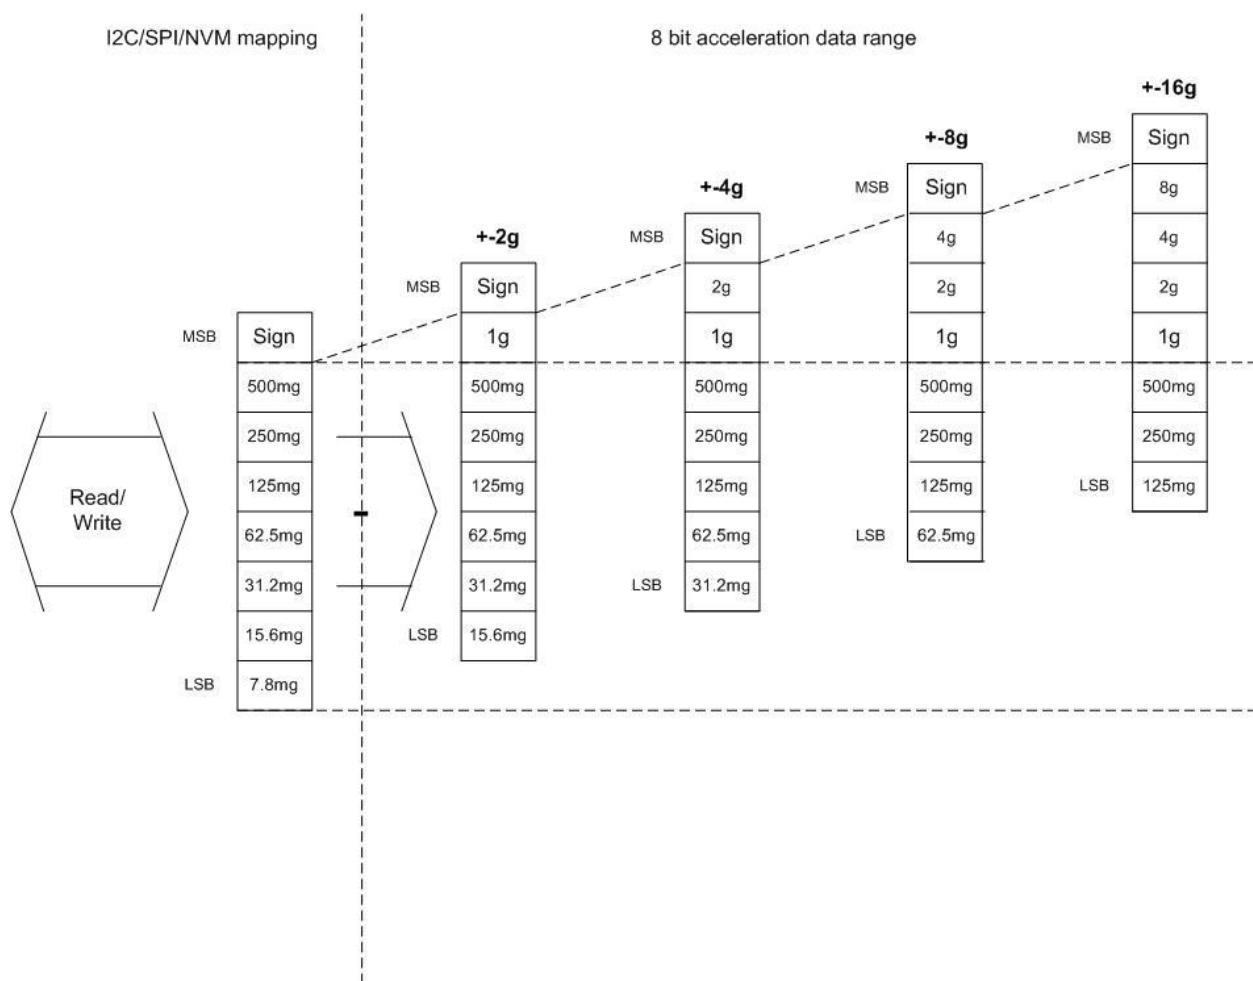 I2C/SPI/NVM mapping
8 bit acceleration data range
Read/
Write
MSB
Sign
500mg
250mg
125mg
62.5mg
31.2mg
15.6mg
LSB
7.8mg
+-2g
MSB
Sign
1g
500mg
250mg
125mg
62.5mg
31.2mg
LSB
15.6mg
+-4g
MSB
Sign
2g
1g
500mg
250mg
125mg
62.5mg
LSB
31.2mg
+-8g
MSB
Sign
4g
2g
1g
500mg
250mg
125mg
LSB
62.5mg
+-16g
MSB
Sign
8g
4g
2g
1g
500mg
250mg
LSB
125mg